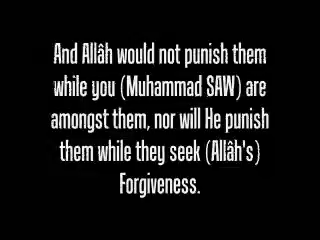 And Allâh would not punish them
while you (Muhammad SAW) are
amongst them, nor will He punish
them while they seek (Allâh's)
Forgiveness.